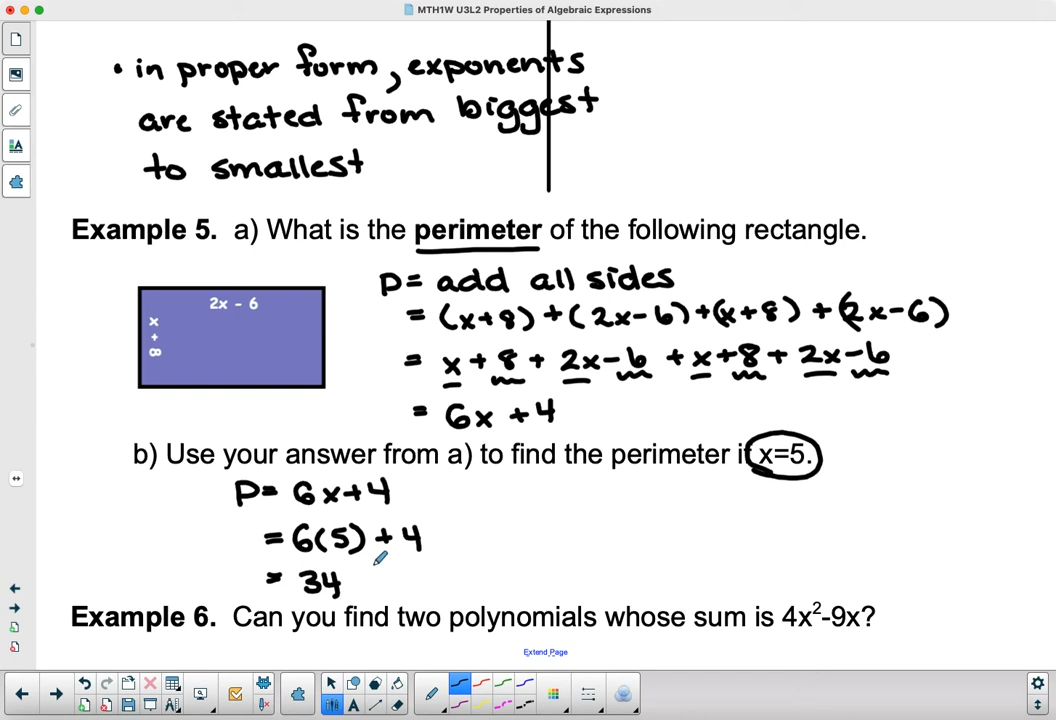 MTH1W U3L2 Properties of Algebraic Expressions
• in proper form, exponents
are stated from biggest
to smallest
Example 5. a) What is the perimeter of the following rectangle.
2x - 6
x + 8
P= add all sides
= (x+8) + (2x-6) + (x+8) + (2x-6)
= x + 8 + 2x-6 + x+8 + 2x-6
= 6x +4
b) Use your answer from a) to find the perimeter if x=5.
P= 6x+4
= 6(5) + 4
= 34
Example 6. Can you find two polynomials whose sum is 4x²-9x?
Extend Page